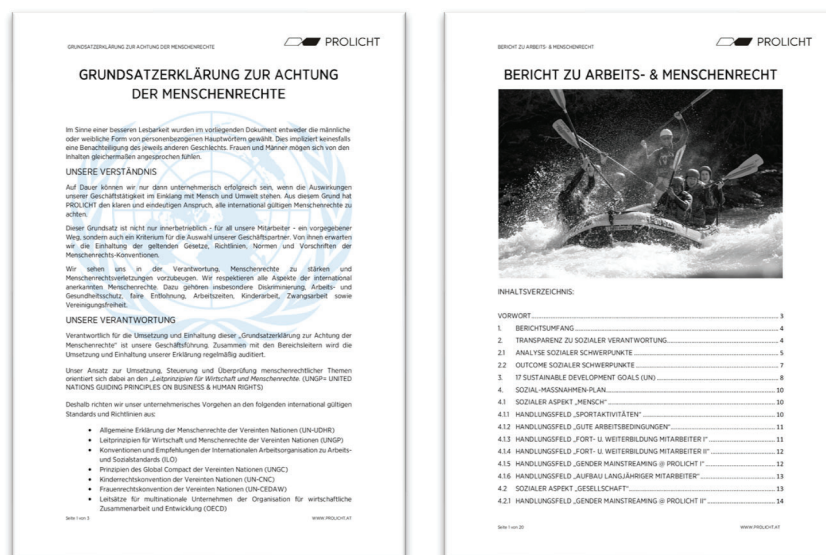 GRUNDSATZERKLÄRUNG ZUR ACHTUNG DER MENSCHENRECHTE
PROLICHT
GRUNDSATZERKLÄRUNG ZUR ACHTUNG
DER MENSCHENRECHTE
Im Sinne einer besseren Lesbarkeit wurden im vorliegenden Dokument entweder die männliche
oder weibliche Form von personenbezogenen Hauptwörtern gewählt. Dies impliziert keinesfalls
eine Benachteiligung des jeweils anderen Geschlechts. Frauen und Männer mögen sich von den
Inhalten gleichermaßen angesprochen fühlen.
UNSERE VERSTÄNDNIS
Auf Dauer können wir nur dann unternehmerisch erfolgreich sein, wenn die Auswirkungen
unserer Geschäftstätigkeit im Einklang mit Mensch und Umwelt stehen. Aus diesem Grund hat
PROLICHT den klaren und eindeutigen Anspruch, alle international gültigen Menschenrechte zu
achten.
Dieser Grundsatz ist nicht nur innerbetrieblich - für all unsere Mitarbeiter – ein vorgegebener
Weg, sondern auch ein Kriterium für die Auswahl unserer Geschäftspartner. Von ihnen erwarten
wir die Einhaltung der geltenden Gesetze, Richtlinien, Normen und Vorschriften der
Menschenrechts-Konventionen.
Wir sehen uns in der Verantwortung, Menschenrechte zu stärken und
Menschenrechtsverletzungen vorzubeugen. Wir respektieren alle Aspekte der international
anerkannten Menschenrechte. Dazu gehören insbesondere Diskriminierung, Arbeits- und
Gesundheitsschutz, faire Entlohnung, Arbeitszeiten, Kinderarbeit, Zwangsarbeit sowie
Vereinigungsfreiheit.
UNSERE VERANTWORTUNG
Verantwortlich für die Umsetzung und Einhaltung dieser „Grundsatzerklärung zur Achtung der
Menschenrechte" ist unsere Geschäftsführung. Zusammen mit den Bereichsleitern wird die
Umsetzung und Einhaltung unserer Erklärung regelmäßig auditiert.
Unser Ansatz zur Umsetzung, Steuerung und Überprüfung menschenrechtlicher Themen
orientiert sich dabei an den „Leitprinzipien für Wirtschaft und Menschenrechte. (UNGP= UNITED
NATIONS GUIDING PRINCIPLES ON BUSINESS & HUMAN RIGHTS)
Deshalb richten wir unser unternehmerisches Vorgehen an den folgenden international gültigen
Standards und Richtlinien aus:
• Allgemeine Erklärung der Menschenrechte der Vereinten Nationen (UN-UDHR)
• Leitprinzipien für Wirtschaft und Menschenrechte der Vereinten Nationen (UNGP)
• Konventionen und Empfehlungen der Internationalen Arbeitsorganisation zu Arbeits-
und Sozialstandards (ILO)
• Prinzipien des Global Compact der Vereinten Nationen (UNGC)
• Kinderrechtskonvention der Vereinten Nationen (UN-CNC)
• Frauenrechtskonvention der Vereinten Nationen (UN-CEDAW)
• Leitsätze für multinationale Unternehmen der Organisation für wirtschaftliche
Zusammenarbeit und Entwicklung (OECD)
Seite 1 von 3
WWW.PROLICHT.AT
BERICHT ZU ARBEITS- & MENSCHENRECHT
PROLICHT
BERICHT ZU ARBEITS- & MENSCHENRECHT
INHALTSVERZEICHNIS:
VORWORT 3
1. BERICHTSUMFANG 4
2. TRANSPARENZ ZU SOZIALER VERANTWORTUNG 4
2.1 ANALYSE SOZIALER SCHWERPUNKTE 5
2.2 OUTCOME SOZIALER SCHWERPUNKTE 7
3. 17 SUSTAINABLE DEVELOPMENT GOALS (UN) 8
4. SOZIAL-MASSNAHMEN-PLAN 10
4.1 SOZIALER ASPEKT „MENSCH" 10
4.1.1 HANDLUNGSFELD „SPORTAKTIVITÄTEN" 10
4.1.2 HANDLUNGSFELD „GUTE ARBEITSBEDINGUNGEN" 11
4.1.3 HANDLUNGSFELD „FORT- U. WEITERBILDUNG MITARBEITER I" 11
4.1.4 HANDLUNGSFELD „FORT- U. WEITERBILDUNG MITARBEITER II" 12
4.1.5 HANDLUNGSFELD „GENDER MAINSTREAMING @ PROLICHT I" 12
4.1.6 HANDLUNGSFELD „AUFBAU LANGJÄHRIGER MITARBEITER" 13
4.2 SOZIALER ASPEKT „GESELLSCHAFT" 13
4.2.1 HANDLUNGSFELD „GENDER MAINSTREAMING @ PROLICHT II" 14
Seite 1 von 20
WWW.PROLICHT.AT